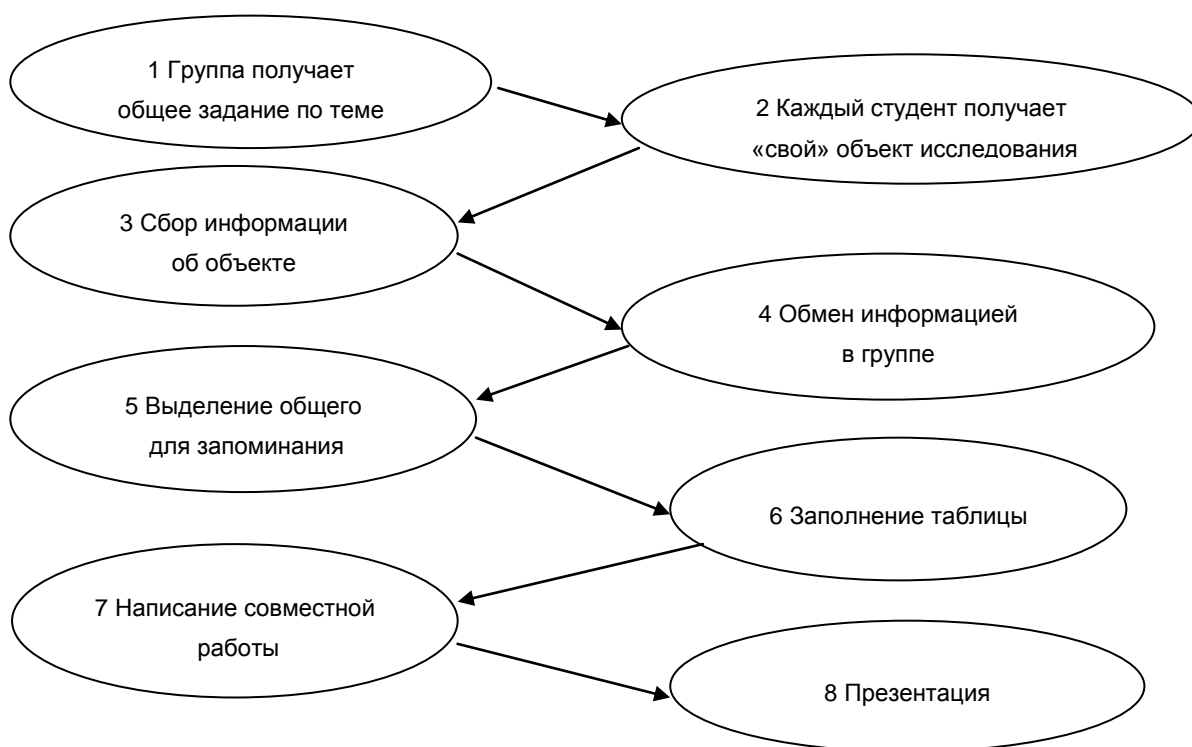 1 Группа получает
общее задание по теме
2 Каждый студент получает
«свой» объект исследования
3 Сбор информации
об объекте
4 Обмен информацией
в группе
5 Выделение общего
для запоминания
6 Заполнение таблицы
7 Написание совместной
работы
8 Презентация